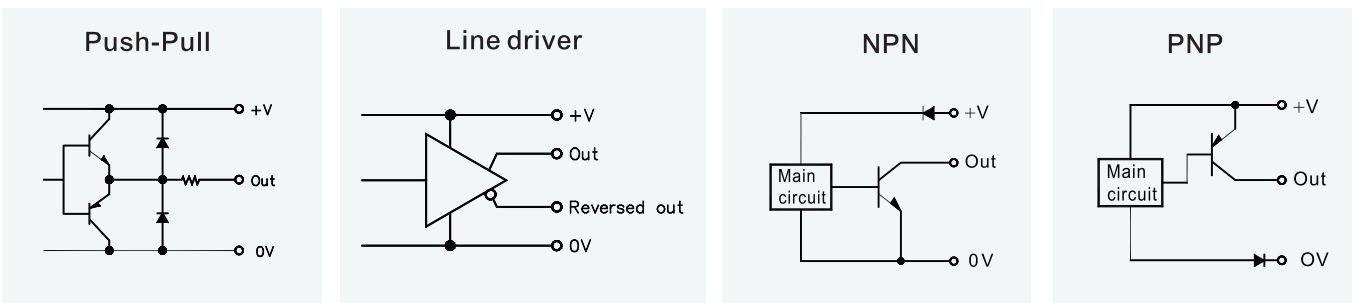 Push-Pull
+V
Out
0V
Line driver
+V
Out
Reversed out
0V
NPN
+V
Out
Main
circuit
0V
PNP
+V
Main
circuit
Out
OV